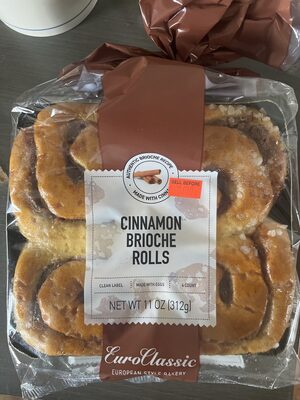 AUTHENTIC BRIOCHE RECIPE
MADE WITH
SELL BEFORE
CINNAMON
BRIOCHE
ROLLS
CLEAN LABEL
MADE WITH EGGS
4 COUNT
NET WT 11 OZ (312g)
EuroClassic
EUROPEAN STYLE BAKERY